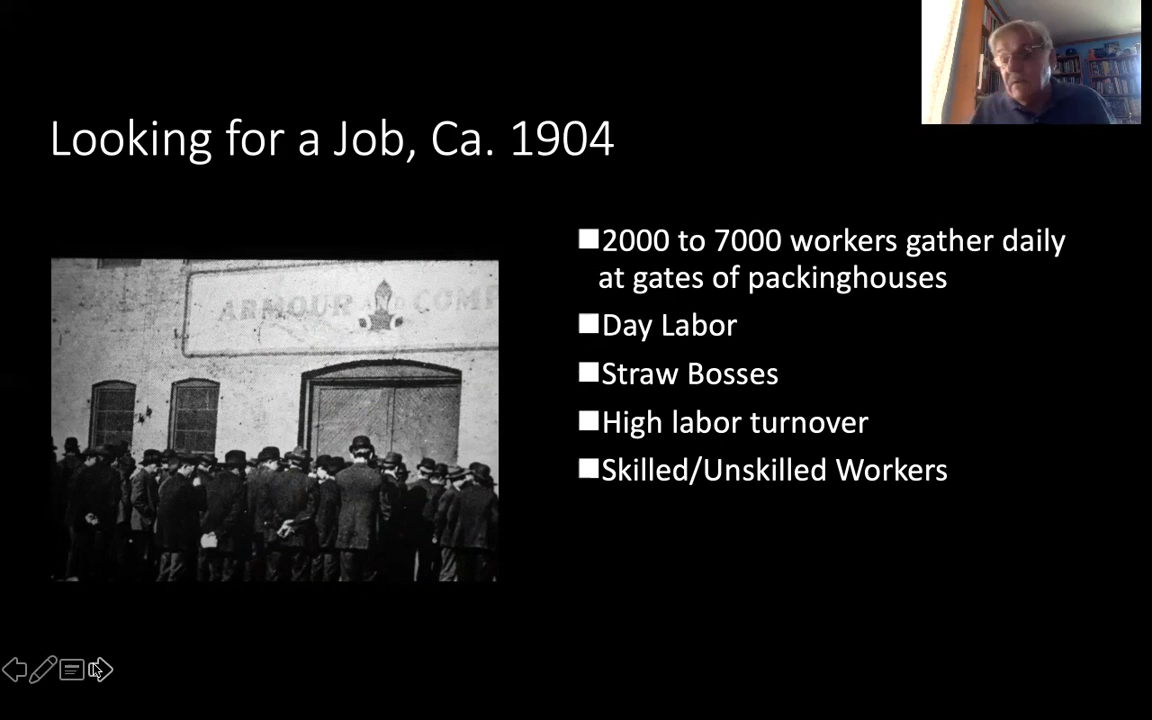 Looking for a Job, Ca. 1904
2000 to 7000 workers gather daily
at gates of packinghouses
Day Labor
Straw Bosses
High labor turnover
Skilled/Unskilled Workers
ARMOUR AND COMP